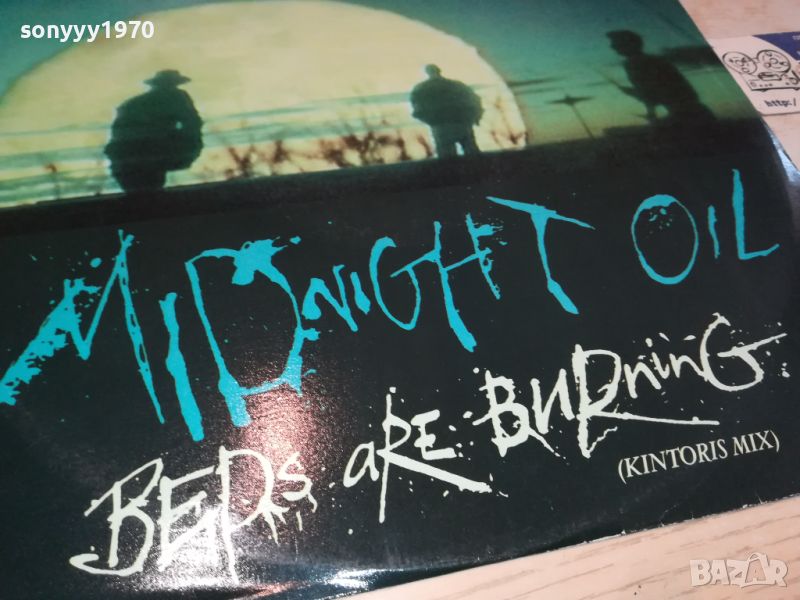 sonyyy1970
http:/
MIDNIGHT OIL
BEDS ARE BURNING
(KINTORIS MIX)
BAZAR